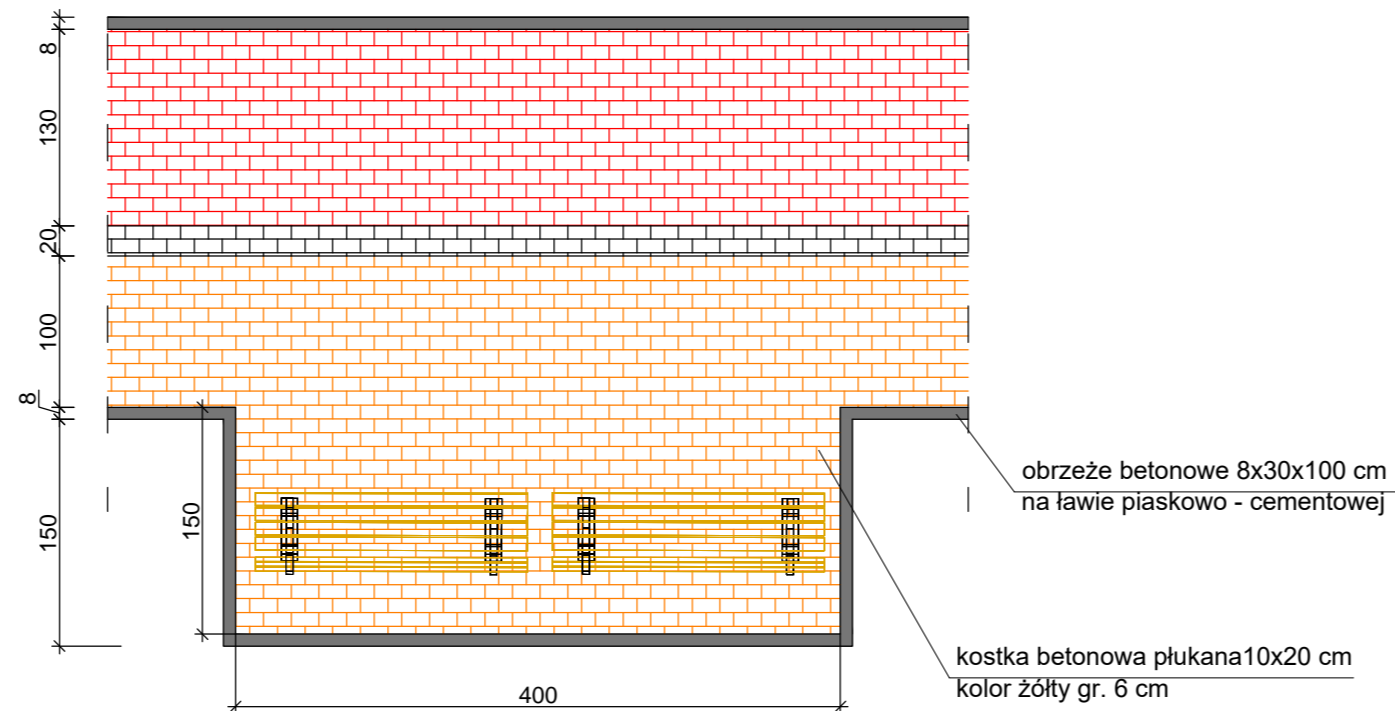 8
130
20
100
8
150
150
400
obrzeże betonowe 8x30x100 cm
na ławie piaskowo - cementowej
kostka betonowa płukana10x20 cm
kolor żółty gr. 6 cm